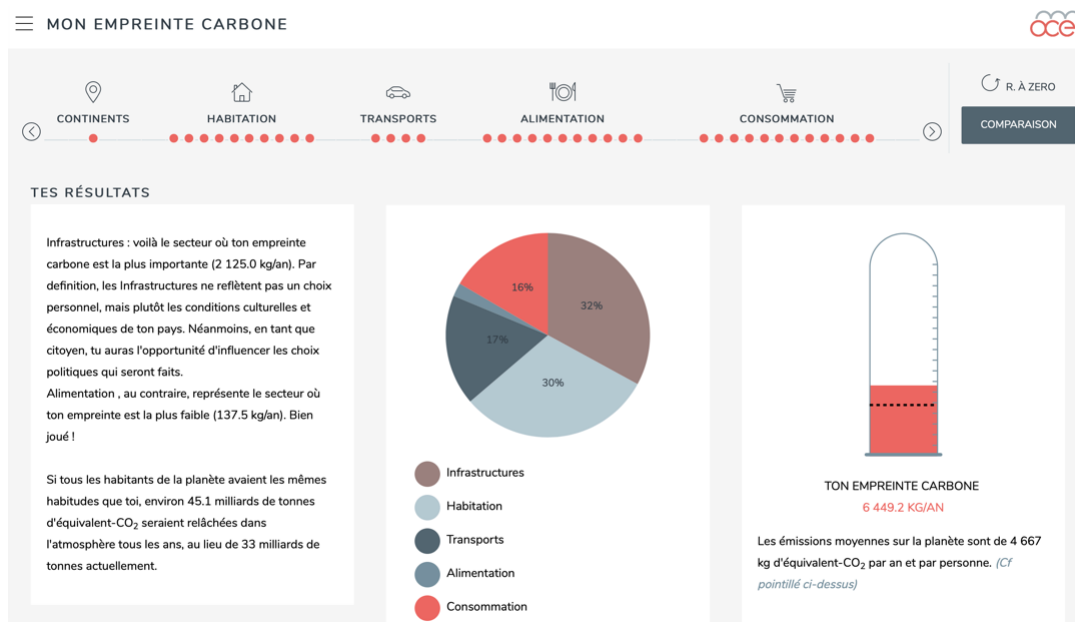 MON EMPREINTE CARBONE
oce
CONTINENTS
HABITATION
TRANSPORTS
ALIMENTATION
CONSOMMATION
R. À ZERO
COMPARAISON
TES RÉSULTATS
Infrastructures : voilà le secteur où ton empreinte
carbone est la plus importante (2 125.0 kg/an). Par
definition, les Infrastructures ne reflètent pas un choix
personnel, mais plutôt les conditions culturelles et
économiques de ton pays. Néanmoins, en tant que
citoyen, tu auras l'opportunité d'influencer les choix
politiques qui seront faits.
Alimentation , au contraire, représente le secteur où
ton empreinte est la plus faible (137.5 kg/an). Bien
joué !
Si tous les habitants de la planète avaient les mêmes
habitudes que toi, environ 45.1 milliards de tonnes
d'équivalent-CO₂ seraient relâchées dans
l'atmosphère tous les ans, au lieu de 33 milliards de
tonnes actuellement.
16%
32%
17%
30%
Infrastructures
Habitation
Transports
Alimentation
Consommation
TON EMPREINTE CARBONE
6 449.2 KG/AN
Les émissions moyennes sur la planète sont de 4 667
kg d'équivalent-CO₂ par an et par personne. (Cf
pointillé ci-dessus)